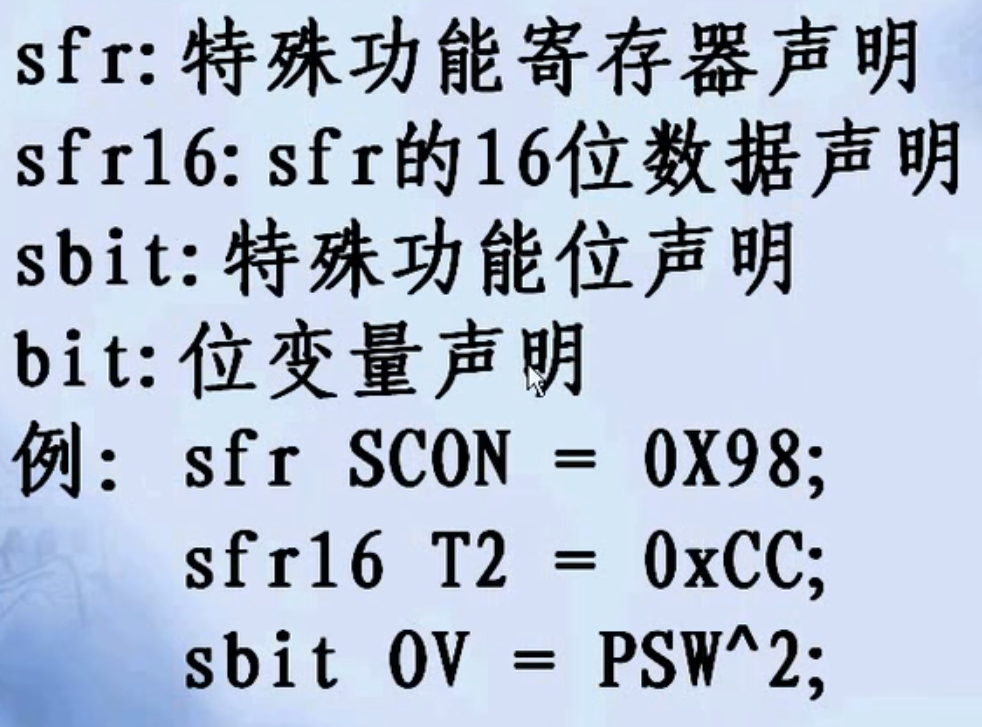 sfr:特殊功能寄存器声明
sfr16:sfr的16位数据声明
sbit:特殊功能位声明
bit:位变量声明
例: sfr SCON = 0X98;
sfr16 T2 = 0xCC;
sbit OV = PSW^2;